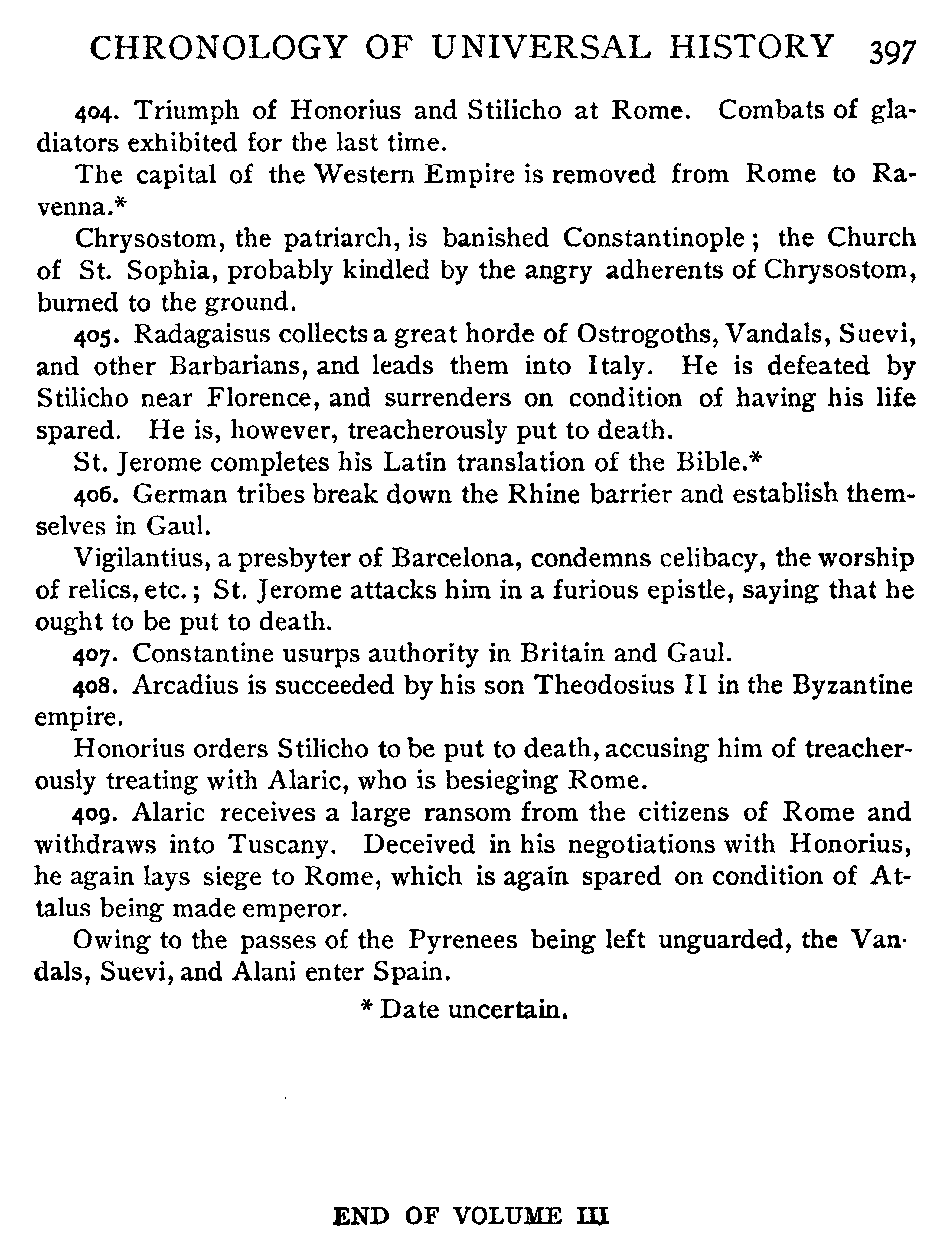 CHRONOLOGY OF UNIVERSAL HISTORY 397
404. Triumph of Honorius and Stilicho at Rome. Combats of gla-
diators exhibited for the last time.
The capital of the Western Empire is removed from Rome to Ra-
venna.*
Chrysostom, the patriarch, is banished Constantinople; the Church
of St. Sophia, probably kindled by the angry adherents of Chrysostom,
burned to the ground.
405. Radagaisus collects a great horde of Ostrogoths, Vandals, Suevi,
and other Barbarians, and leads them into Italy. He is defeated by
Stilicho near Florence, and surrenders on condition of having his life
spared. He is, however, treacherously put to death.
St. Jerome completes his Latin translation of the Bible.*
406. German tribes break down the Rhine barrier and establish them-
selves in Gaul.
Vigilantius, a presbyter of Barcelona, condemns celibacy, the worship
of relics, etc.; St. Jerome attacks him in a furious epistle, saying that he
ought to be put to death.
407. Constantine usurps authority in Britain and Gaul.
408. Arcadius is succeeded by his son Theodosius II in the Byzantine
empire.
Honorius orders Stilicho to be put to death, accusing him of treacher-
ously treating with Alaric, who is besieging Rome.
409. Alaric receives a large ransom from the citizens of Rome and
withdraws into Tuscany. Deceived in his negotiations with Honorius,
he again lays siege to Rome, which is again spared on condition of At-
talus being made emperor.
Owing to the passes of the Pyrenees being left unguarded, the Van-
dals, Suevi, and Alani enter Spain.
* Date uncertain.
END OF VOLUME III